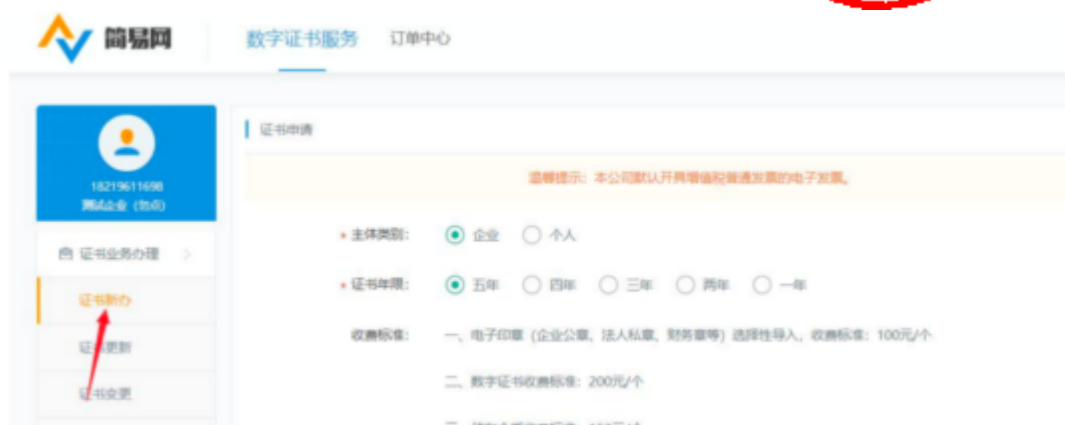 简易网
数字证书服务 订单中心
18219611698
测试企业（勿动）
证书业务办理
证书新办
证书更新
证书变更
证书申请
温馨提示：本公司默认开具增值税普通发票的电子发票。
* 主体类别： 企业 个人
* 证书年限： 五年 四年 三年 两年 一年
收费标准： 一、电子印章（企业公章、法人私章、财务章等）选择性导入，收费标准：100元/个
二、数字证书收费标准：200元/个